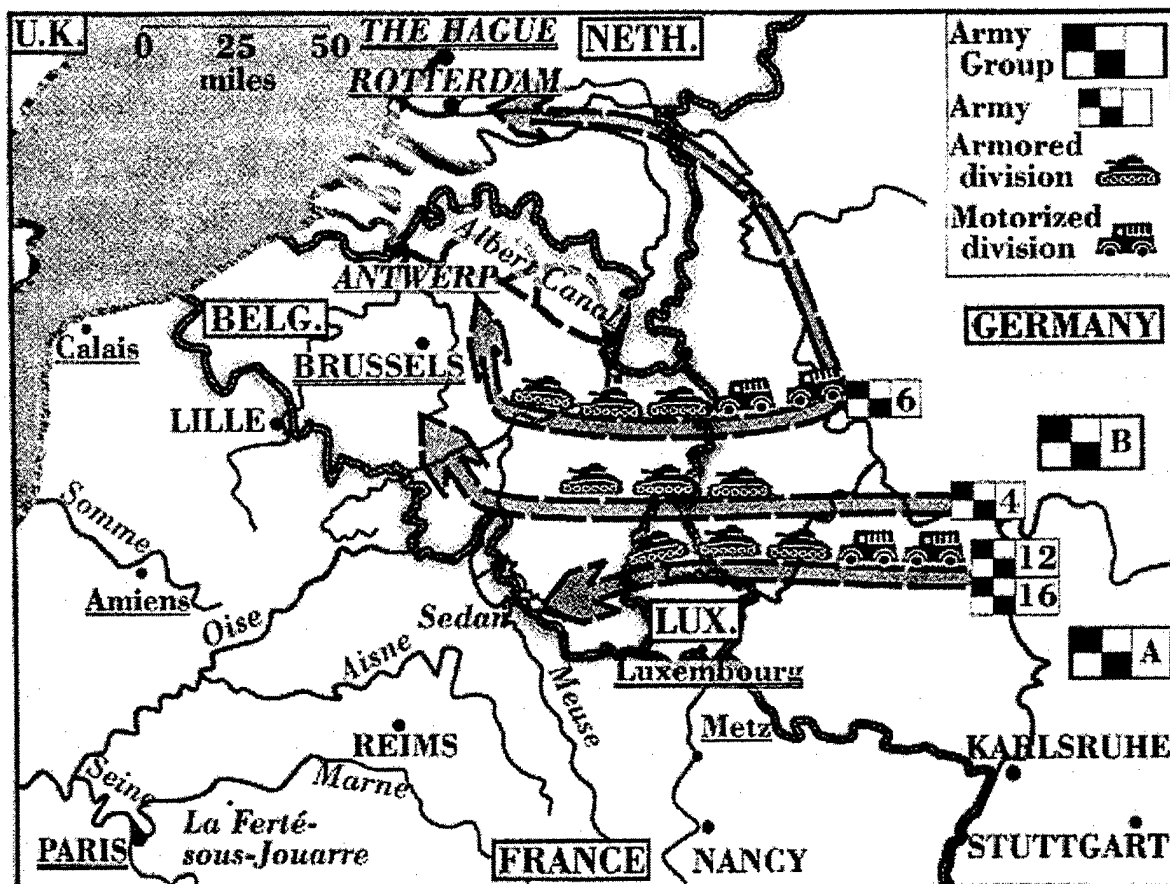 U.K.
0 25 50
miles
THE HAGUE
ROTTERDAM
NETH.
Army
Group
Army
Armored
division
Motorized
division
Albert Canal
ANTWERP
BELG.
Calais
BRUSSELS
GERMANY
LILLE
6
B
4
12
16
Somme
Amiens
Oise
Sedan
LUX.
A
Aisne
Luxembourg
Meuse
Metz
REIMS
KARLSRUHE
Seine
Marne
La Ferté-
sous-Jouarre
PARIS
FRANCE
NANCY
STUTTGART